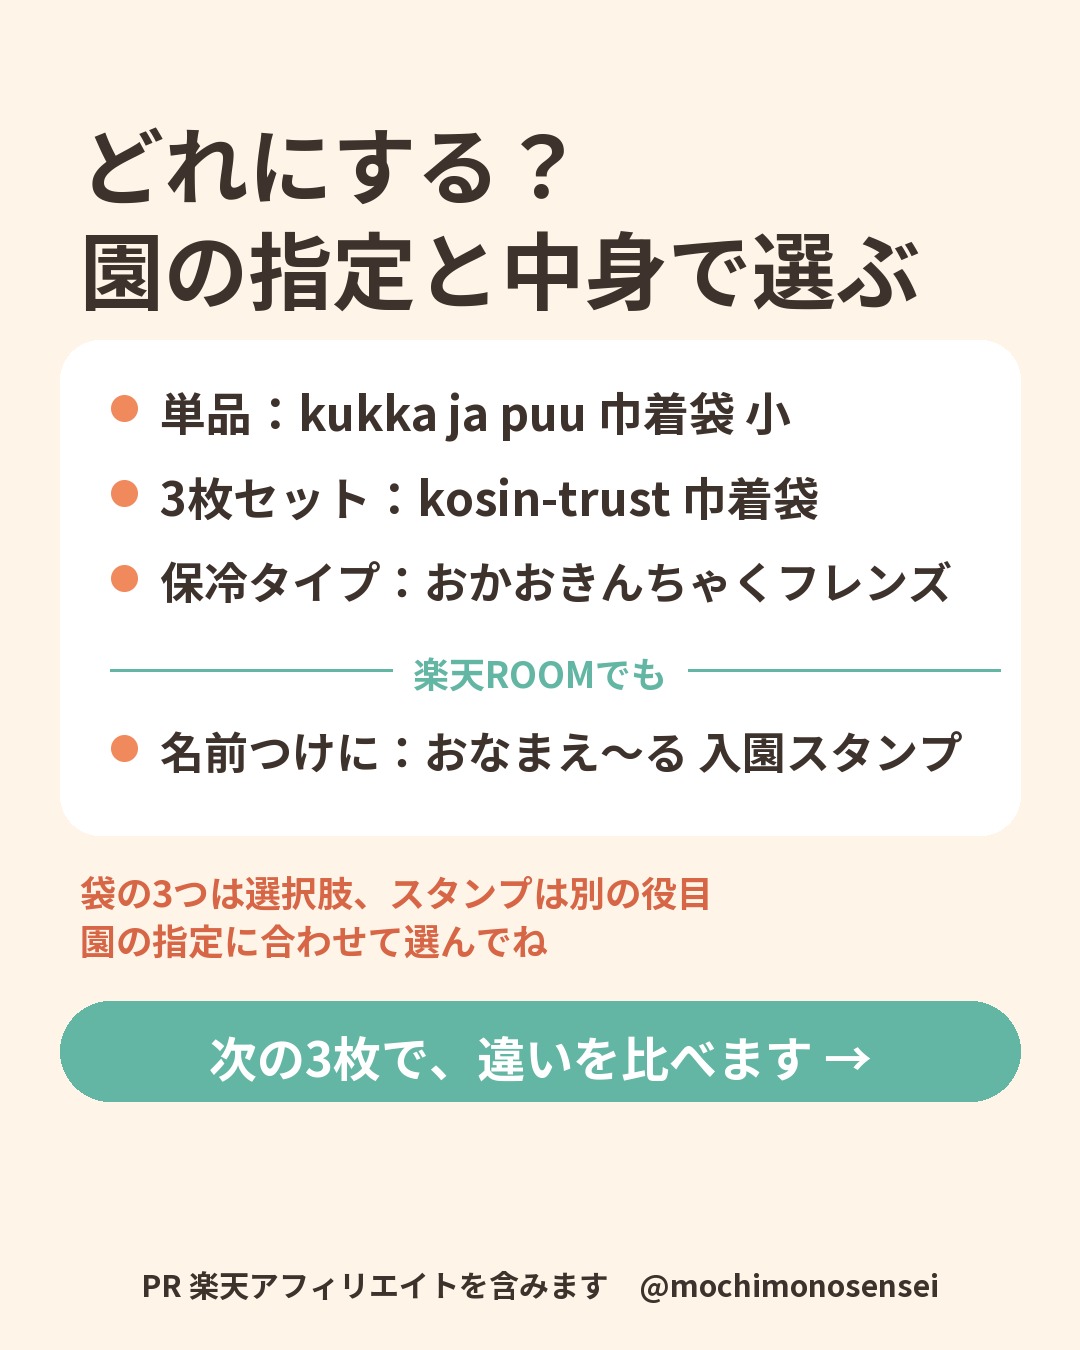 どれにする？
園の指定と中身で選ぶ
単品：kukka ja puu 巾着袋 小
3枚セット：kosin-trust 巾着袋
保冷タイプ：おかおきんちゃくフレンズ
楽天ROOMでも
名前つけに：おなまえ～る 入園スタンプ
袋の3つは選択肢、スタンプは別の役目
園の指定に合わせて選んでね
次の3枚で、違いを比べます →
PR 楽天アフィリエイトを含みます　@mochimonosensei